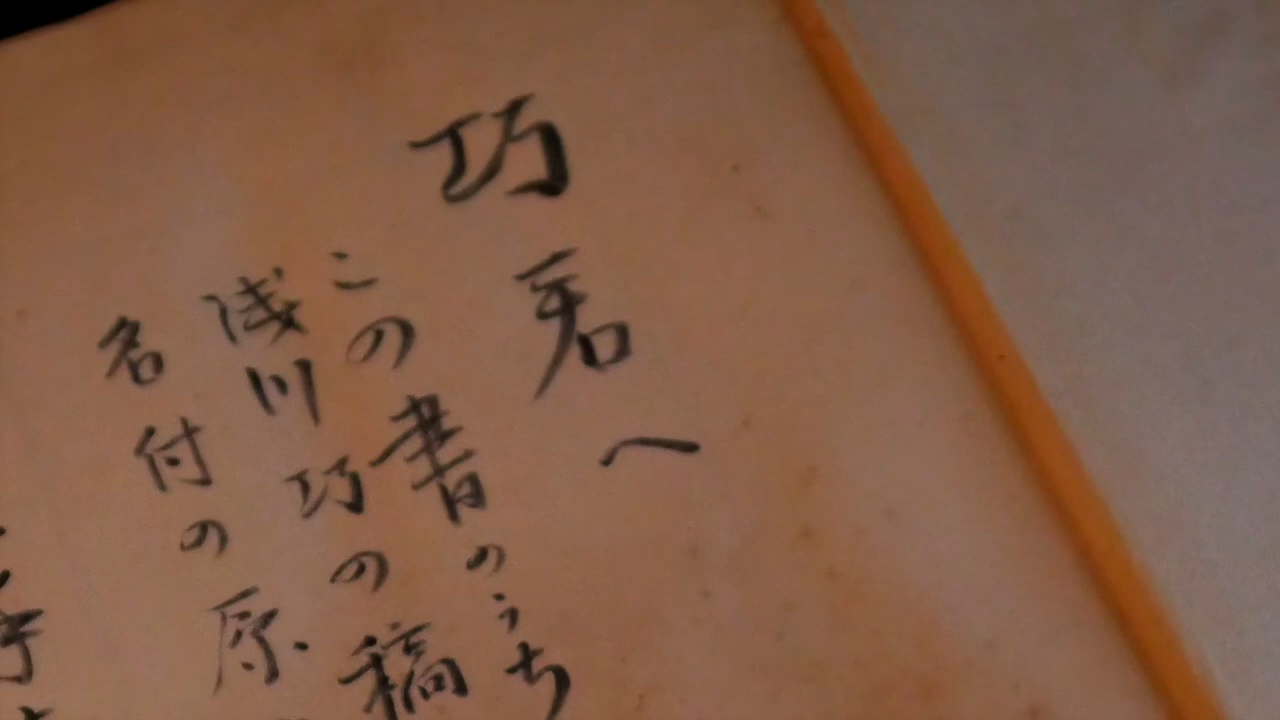 巧君へ
この書のうち
浅川巧の稿
名付の原